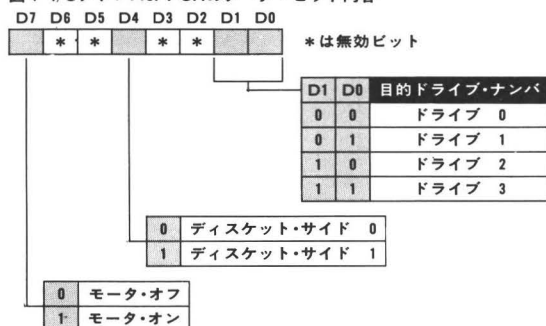 D7 D6 D5 D4 D3 D2 D1 D0
* * * *
*は無効ビット
D1 D0 目的ドライブ・ナンバ
0 0 ドライブ 0
0 1 ドライブ 1
1 0 ドライブ 2
1 1 ドライブ 3
0 ディスケット・サイド 0
1 ディスケット・サイド 1
0 モータ・オフ
1 モータ・オン